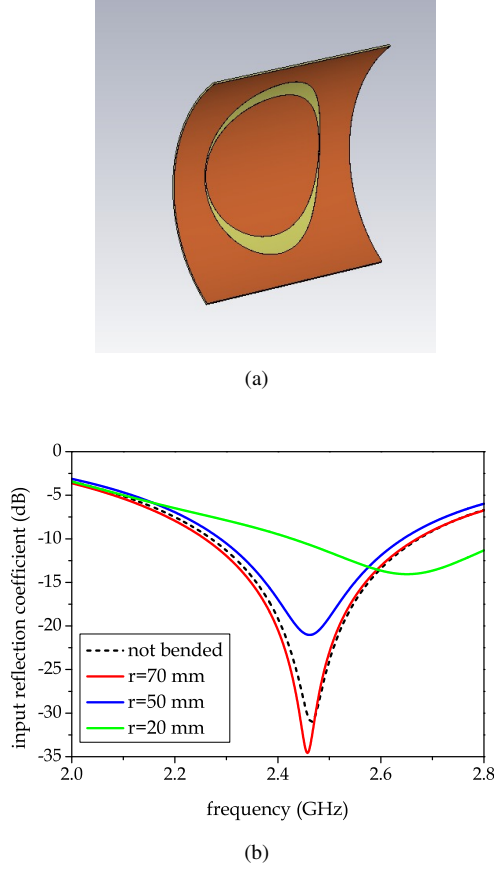 (a)
0
-5
-10
-15
-20
-25
-30
-35
input reflection coefficient (dB)
not bended
r=70 mm
r=50 mm
r=20 mm
2.0
2.2
2.4
2.6
2.8
frequency (GHz)
(b)